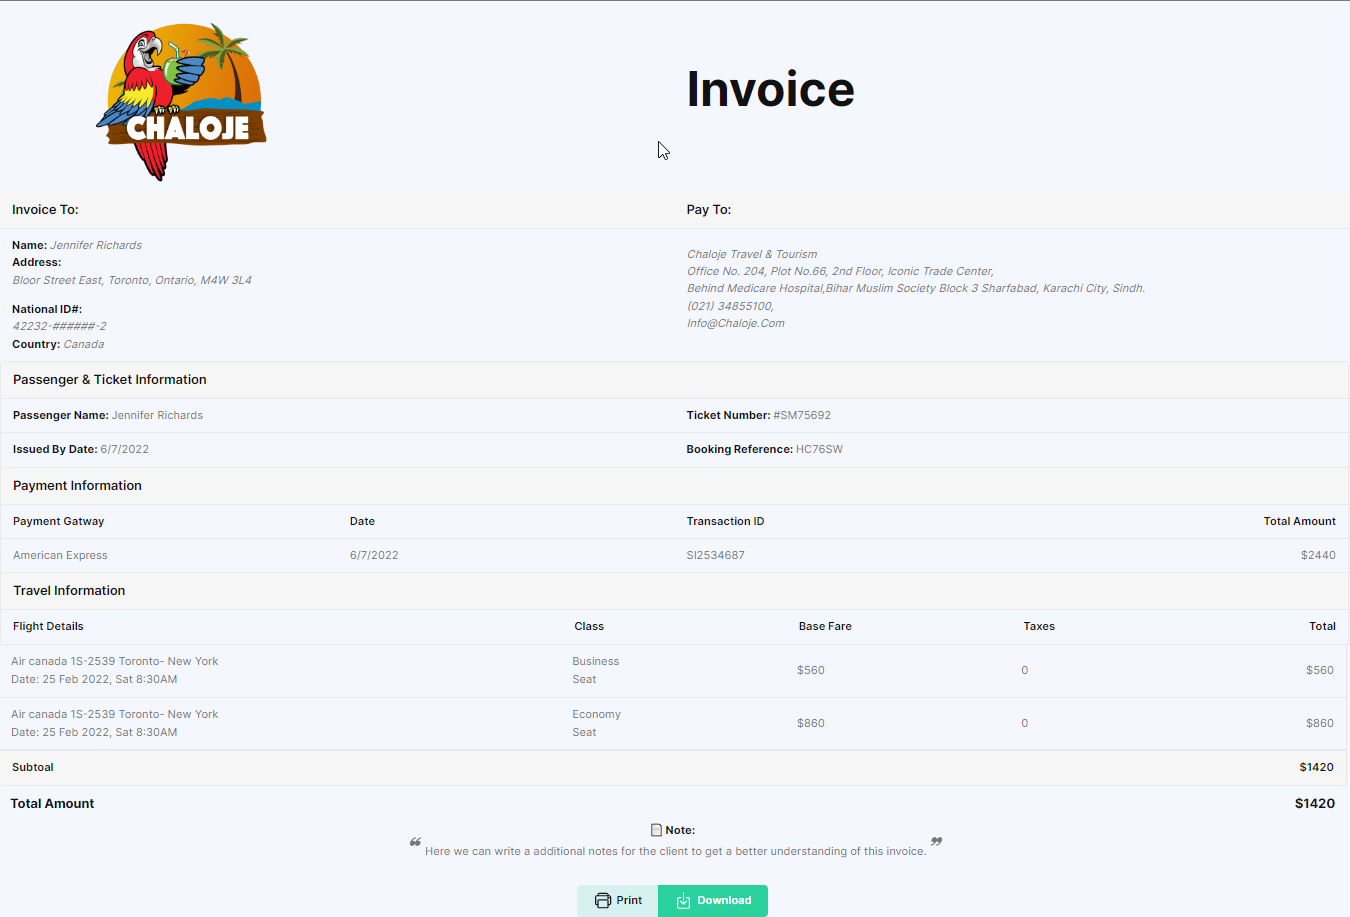 CHALOJE
Invoice
Invoice To:
Pay To:
Name: Jennifer Richards
Address:
Bloor Street East, Toronto, Ontario, M4W 3L4
National ID#:
42232-######-2
Country: Canada
Chaloje Travel & Tourism
Office No. 204, Plot No.66, 2nd Floor, Iconic Trade Center,
Behind Medicare Hospital,Bihar Muslim Society Block 3 Sharfabad, Karachi City, Sindh.
(021) 34855100,
Info@Chaloje.Com
Passenger & Ticket Information
Passenger Name: Jennifer Richards
Ticket Number: #SM75692
Issued By Date: 6/7/2022
Booking Reference: HC76SW
Payment Information
Payment Gatway Date Transaction ID Total Amount
American Express 6/7/2022 SI2534687 $2440
Travel Information
Flight Details Class Base Fare Taxes Total
Air canada 1S-2539 Toronto- New York
Date: 25 Feb 2022, Sat 8:30AM
Business
Seat
$560 0 $560
Air canada 1S-2539 Toronto- New York
Date: 25 Feb 2022, Sat 8:30AM
Economy
Seat
$860 0 $860
Subtoal $1420
Total Amount $1420
Note:
❝ Here we can write a additional notes for the client to get a better understanding of this invoice. ❞
Print Download